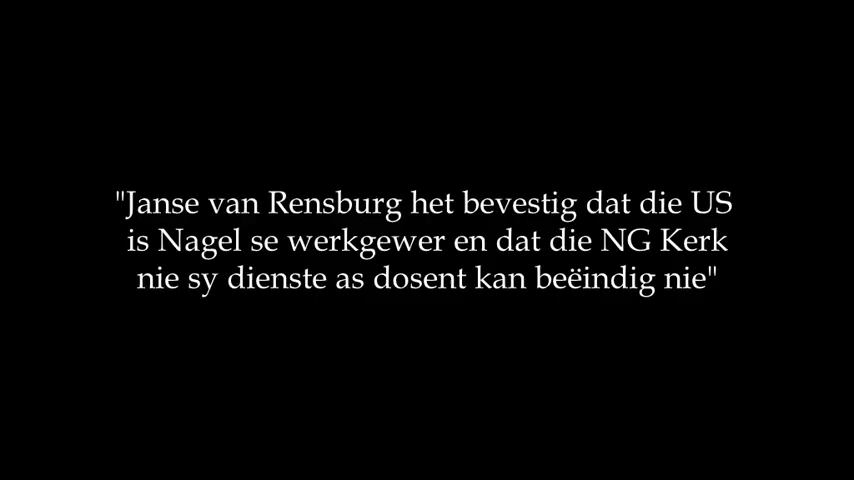 "Janse van Rensburg het bevestig dat die US
is Nagel se werkgewer en dat die NG Kerk
nie sy dienste as dosent kan beëindig nie"